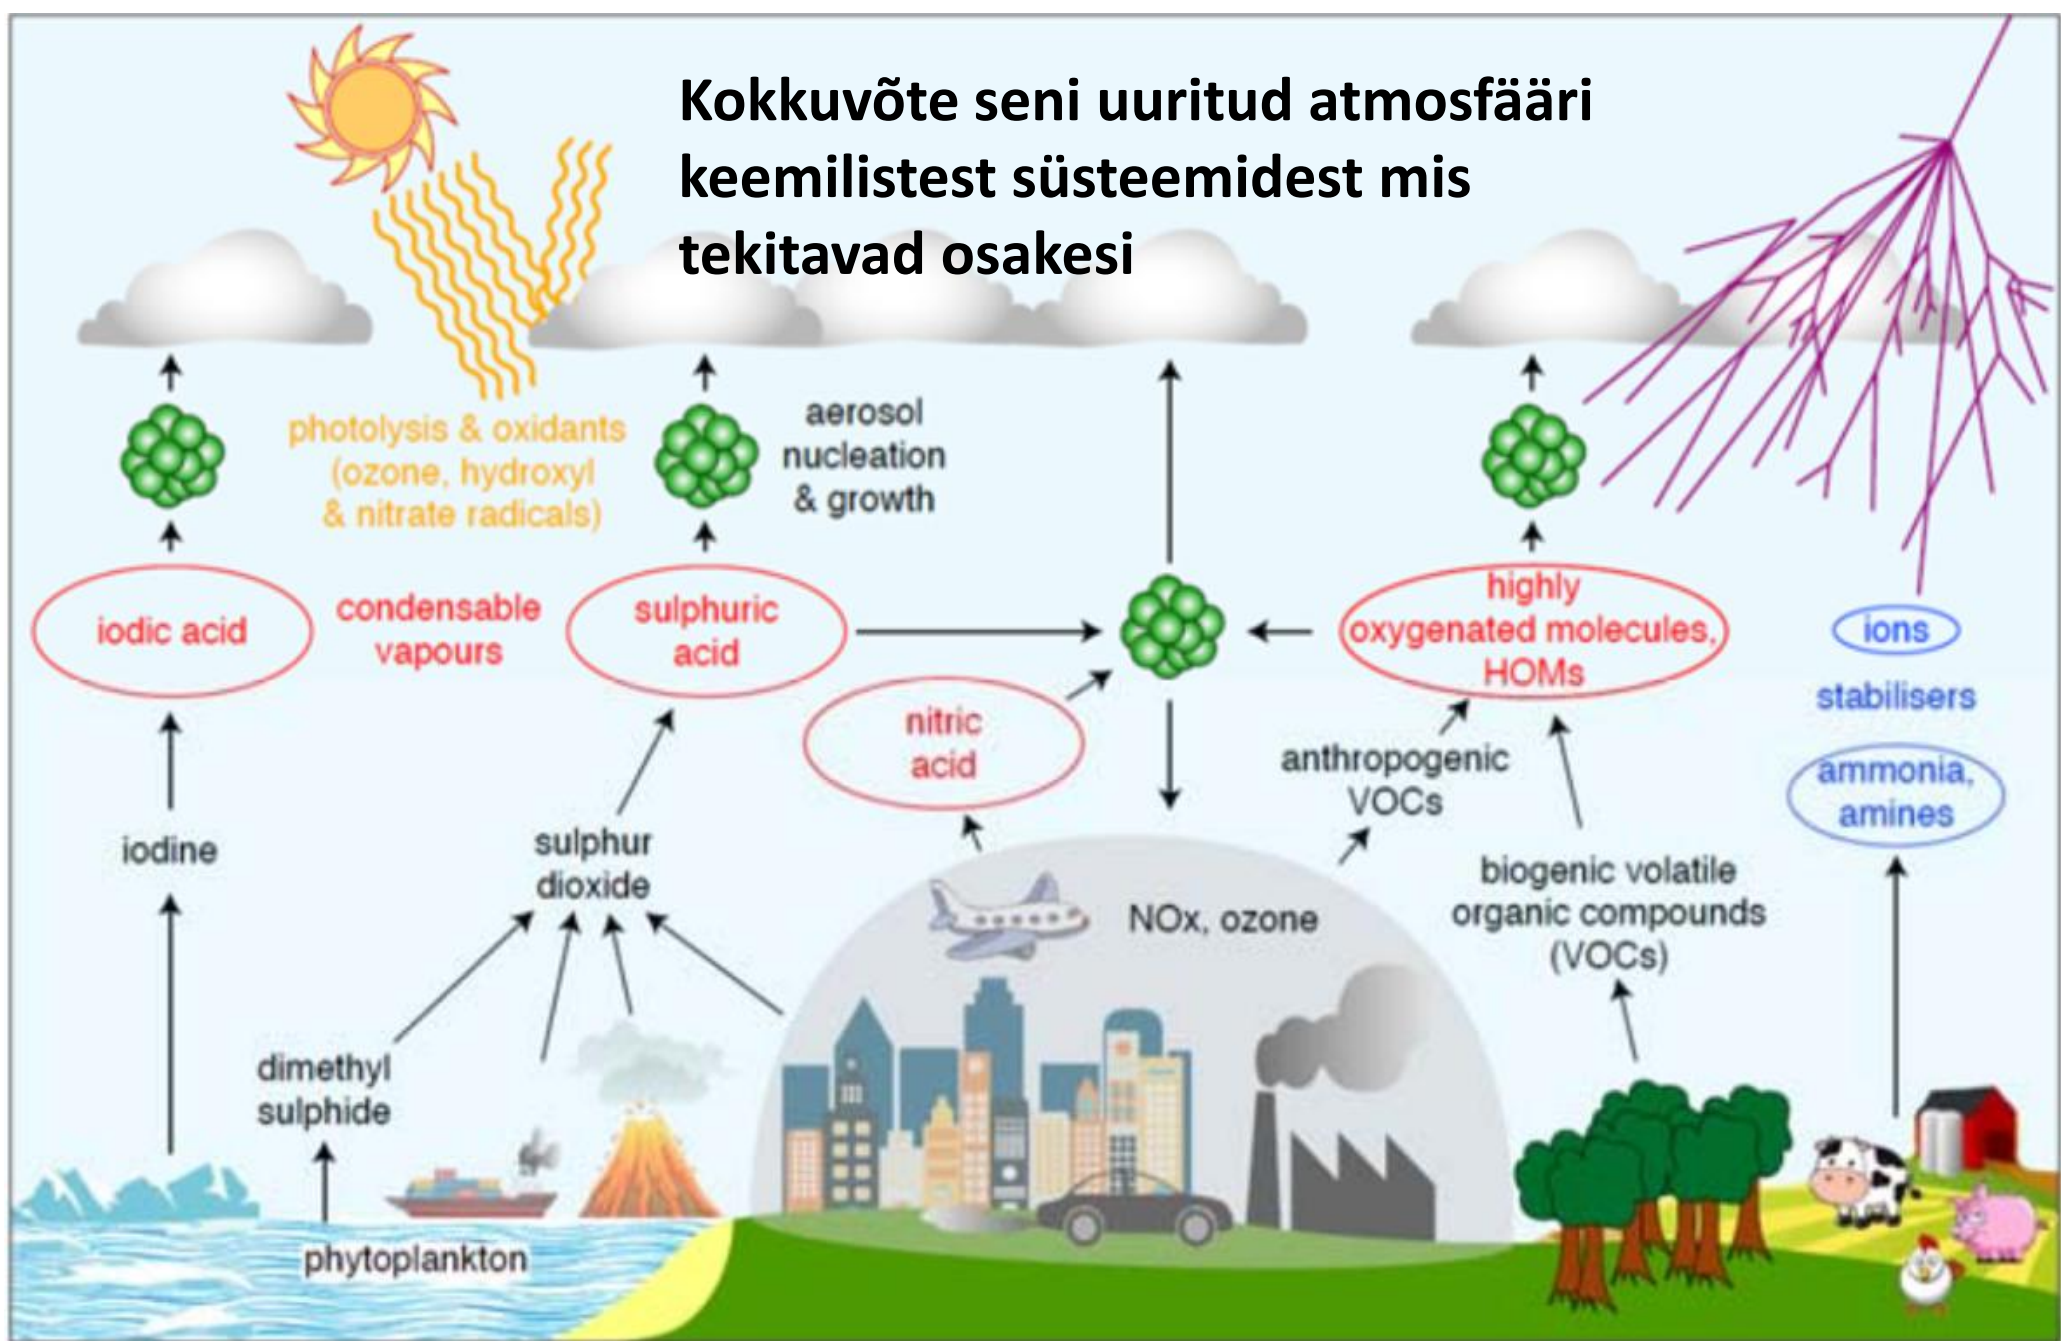 Kokkuvõte seni uuritud atmosfääri
keemilistest süsteemidest mis
tekitavad osakesi
photolysis & oxidants
(ozone, hydroxyl
& nitrate radicals)
aerosol
nucleation
& growth
iodic acid
condensable
vapours
sulphuric
acid
highly
oxygenated molecules,
HOMs
ions
stabilisers
nitric
acid
anthropogenic
VOCs
ammonia,
amines
iodine
sulphur
dioxide
NOx, ozone
biogenic volatile
organic compounds
(VOCs)
dimethyl
sulphide
phytoplankton